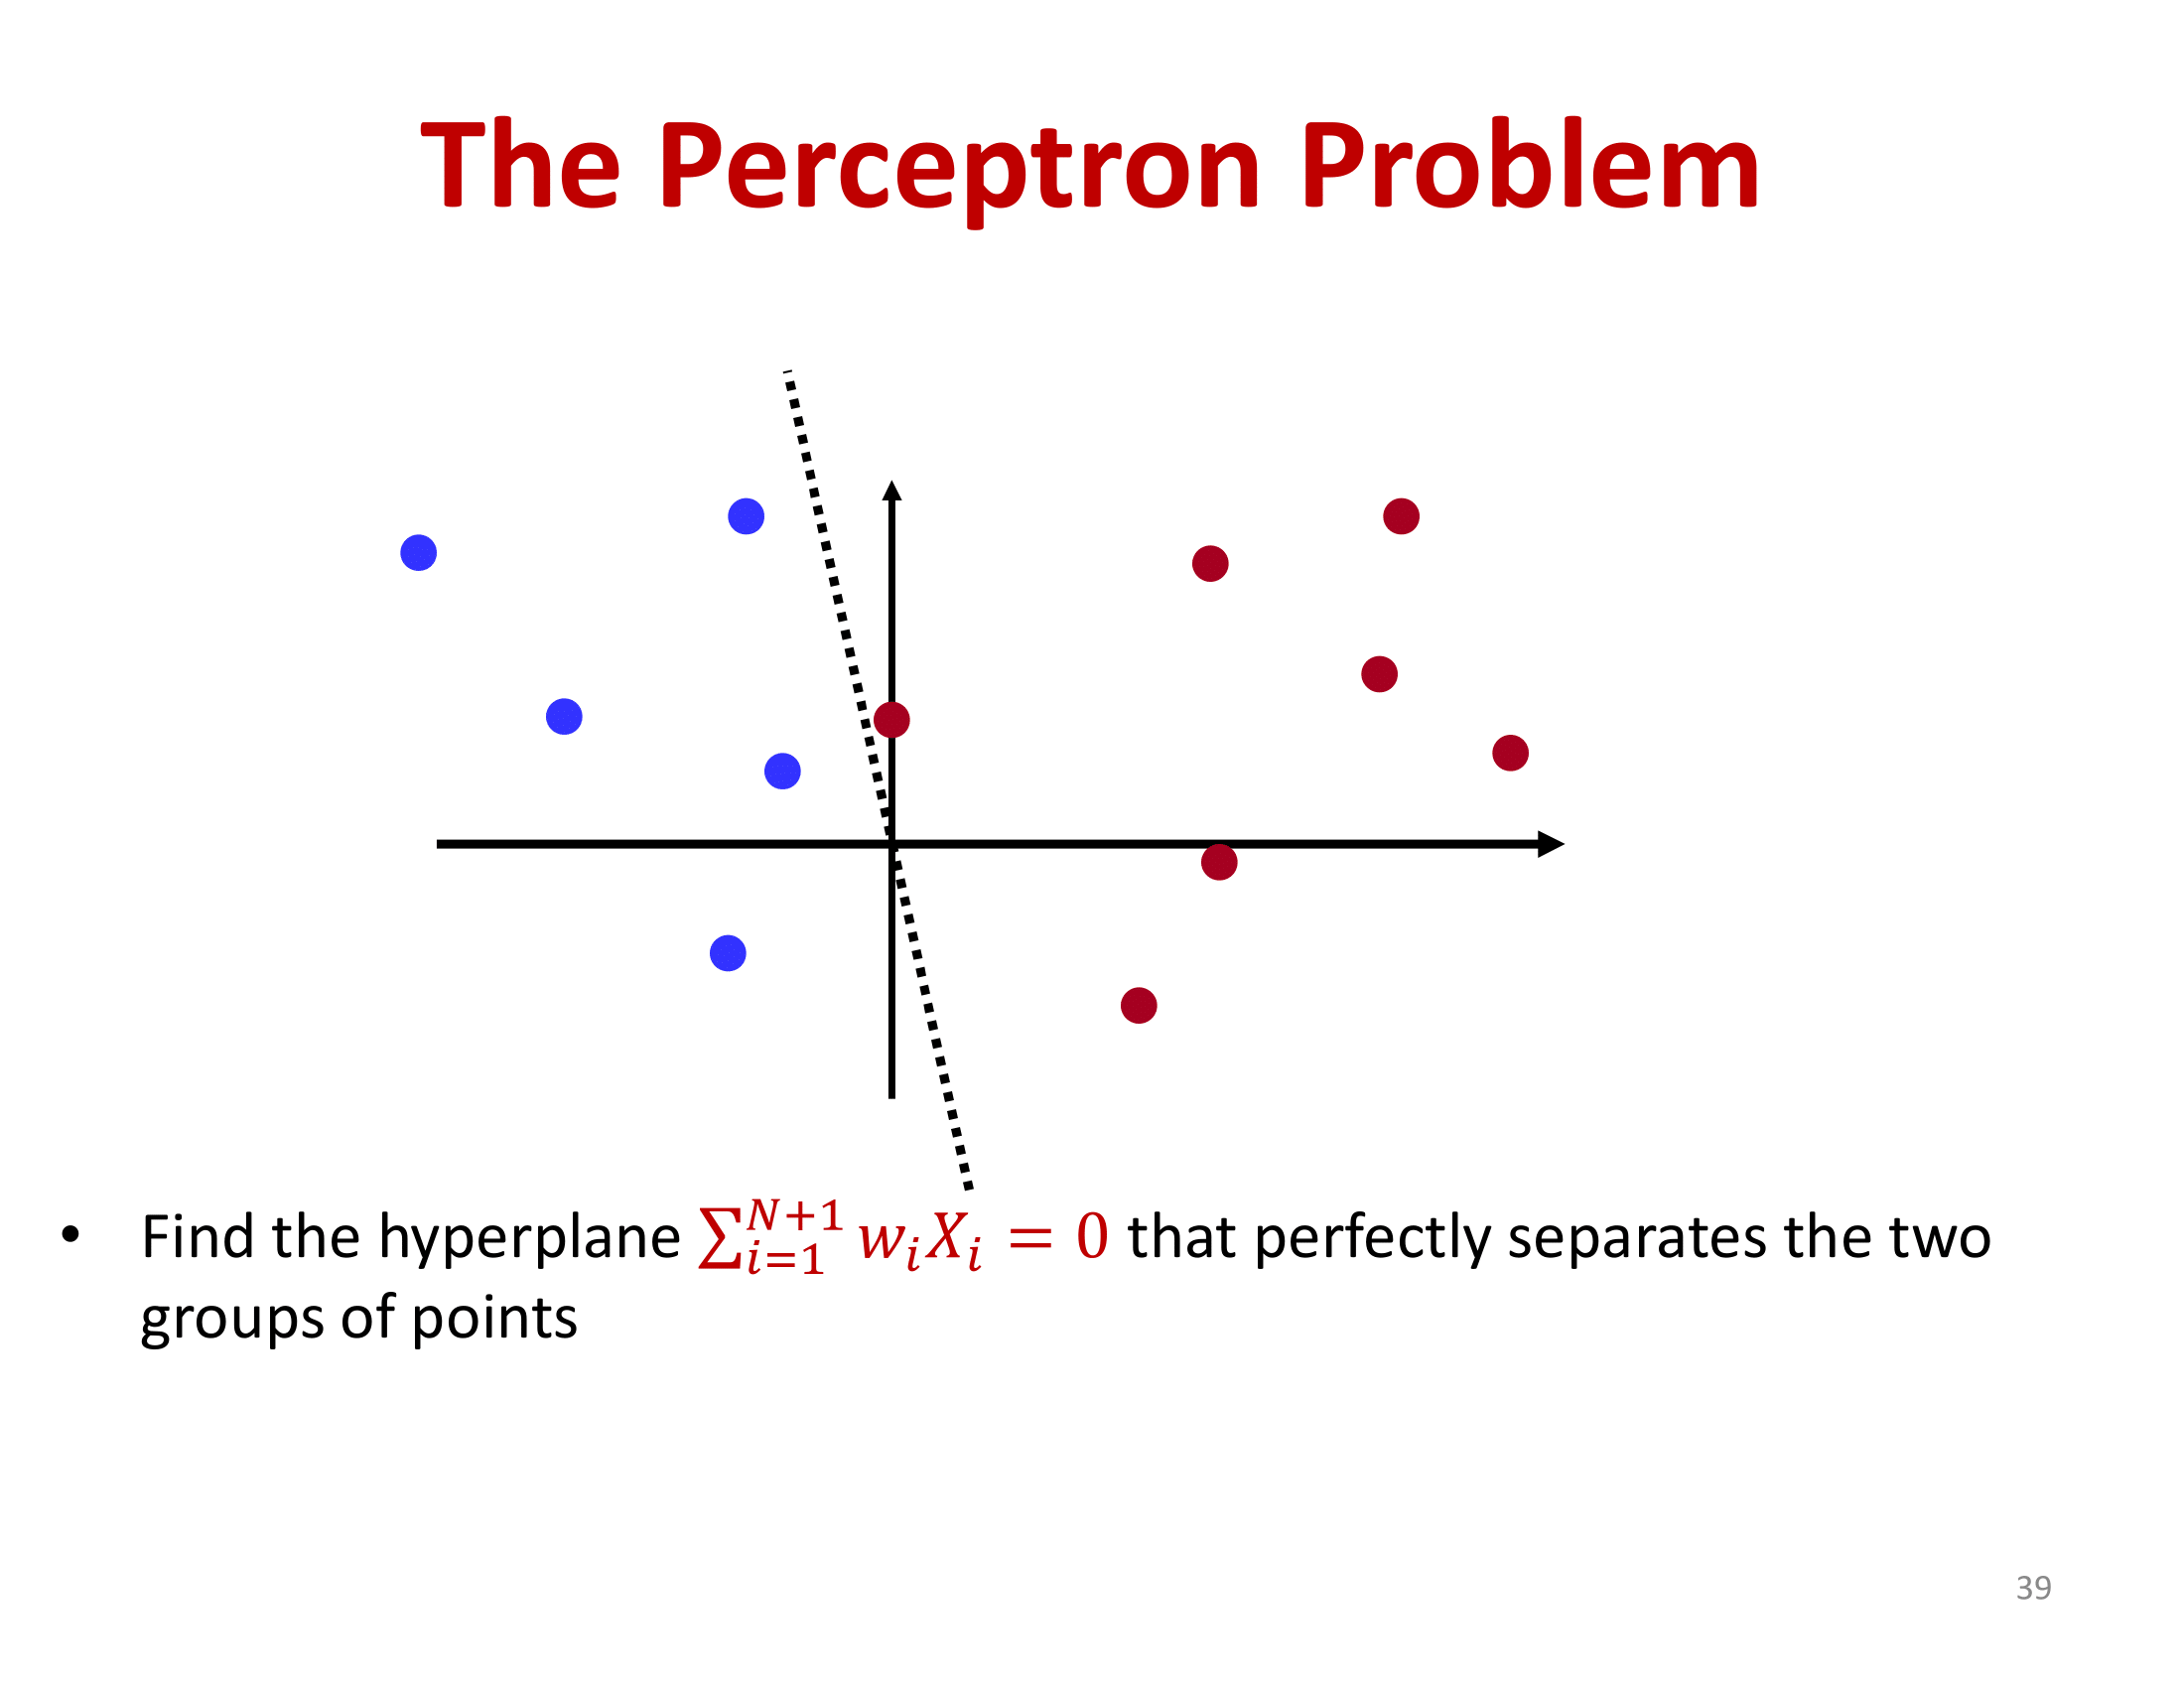 The Perceptron Problem
• Find the hyperplane $\sum_{i=1}^{N+1} w_i X_i = 0$ that perfectly separates the two
groups of points
39